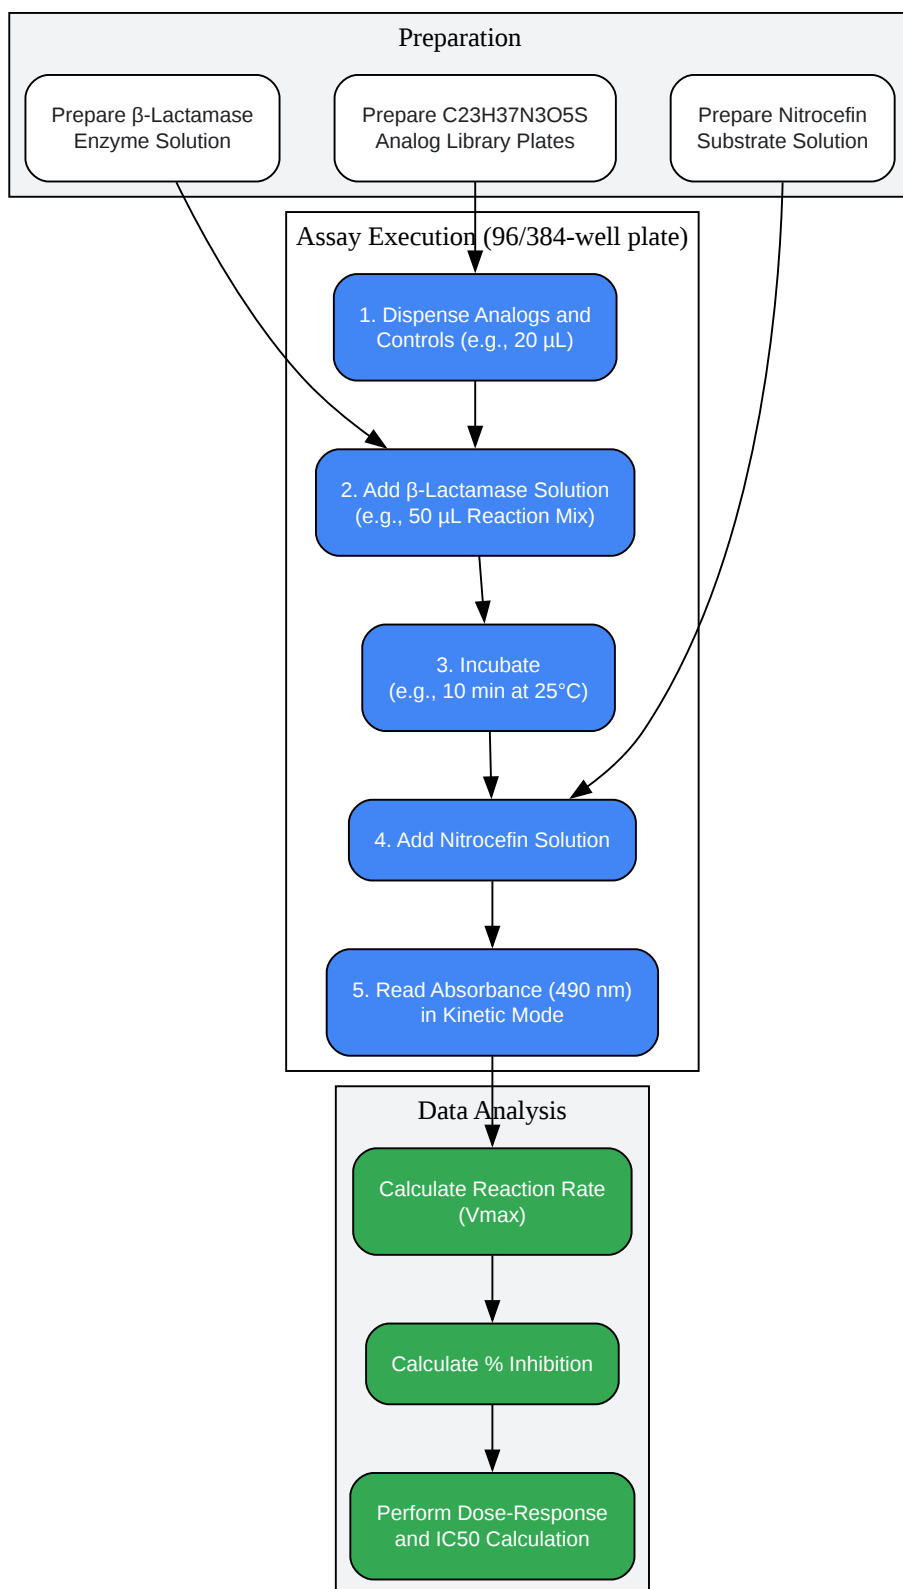 Preparation
Prepare β-Lactamase
Enzyme Solution
Prepare C23H37N3O5S
Analog Library Plates
Prepare Nitrocefin
Substrate Solution
Assay Execution (96/384-well plate)
1. Dispense Analogs and
Controls (e.g., 20 µL)
2. Add β-Lactamase Solution
(e.g., 50 µL Reaction Mix)
3. Incubate
(e.g., 10 min at 25°C)
4. Add Nitrocefin Solution
5. Read Absorbance (490 nm)
in Kinetic Mode
Data Analysis
Calculate Reaction Rate
(Vmax)
Calculate % Inhibition
Perform Dose-Response
and IC50 Calculation